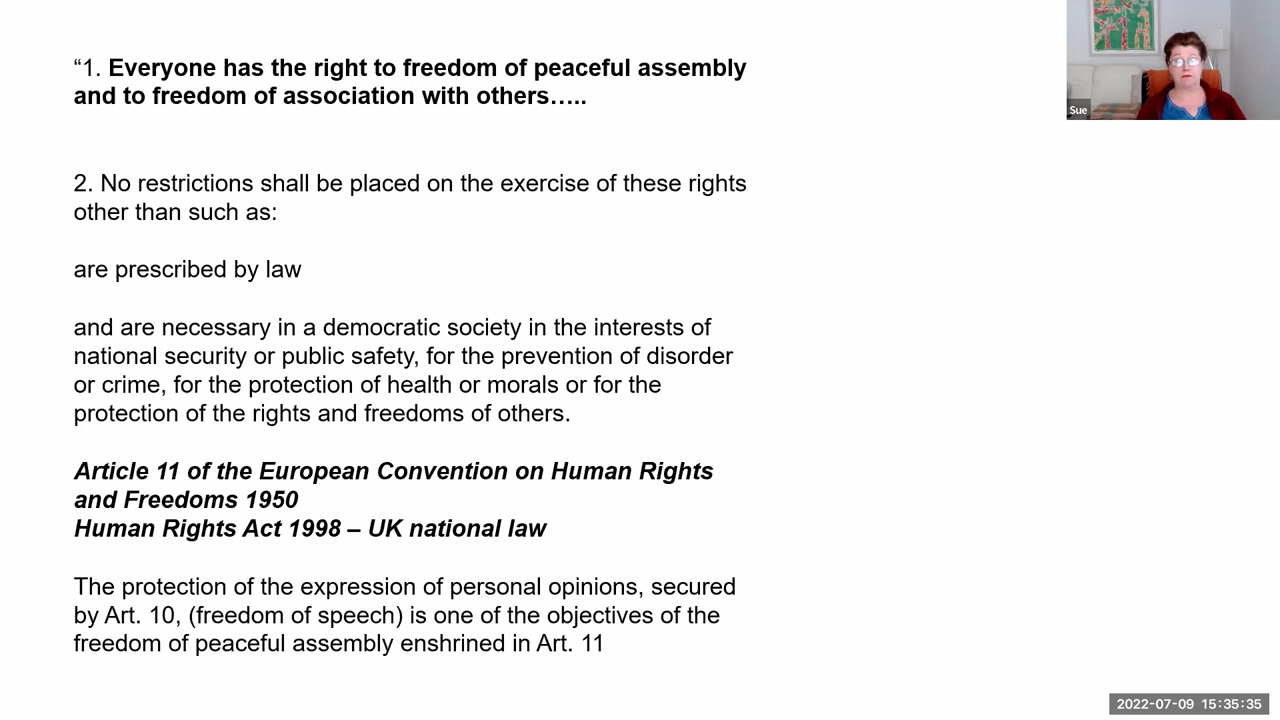 “1. Everyone has the right to freedom of peaceful assembly
and to freedom of association with others…..
2. No restrictions shall be placed on the exercise of these rights
other than such as:
are prescribed by law
and are necessary in a democratic society in the interests of
national security or public safety, for the prevention of disorder
or crime, for the protection of health or morals or for the
protection of the rights and freedoms of others.
Article 11 of the European Convention on Human Rights
and Freedoms 1950
Human Rights Act 1998 – UK national law
The protection of the expression of personal opinions, secured
by Art. 10, (freedom of speech) is one of the objectives of the
freedom of peaceful assembly enshrined in Art. 11
Sue
2022-07-09 15:35:35